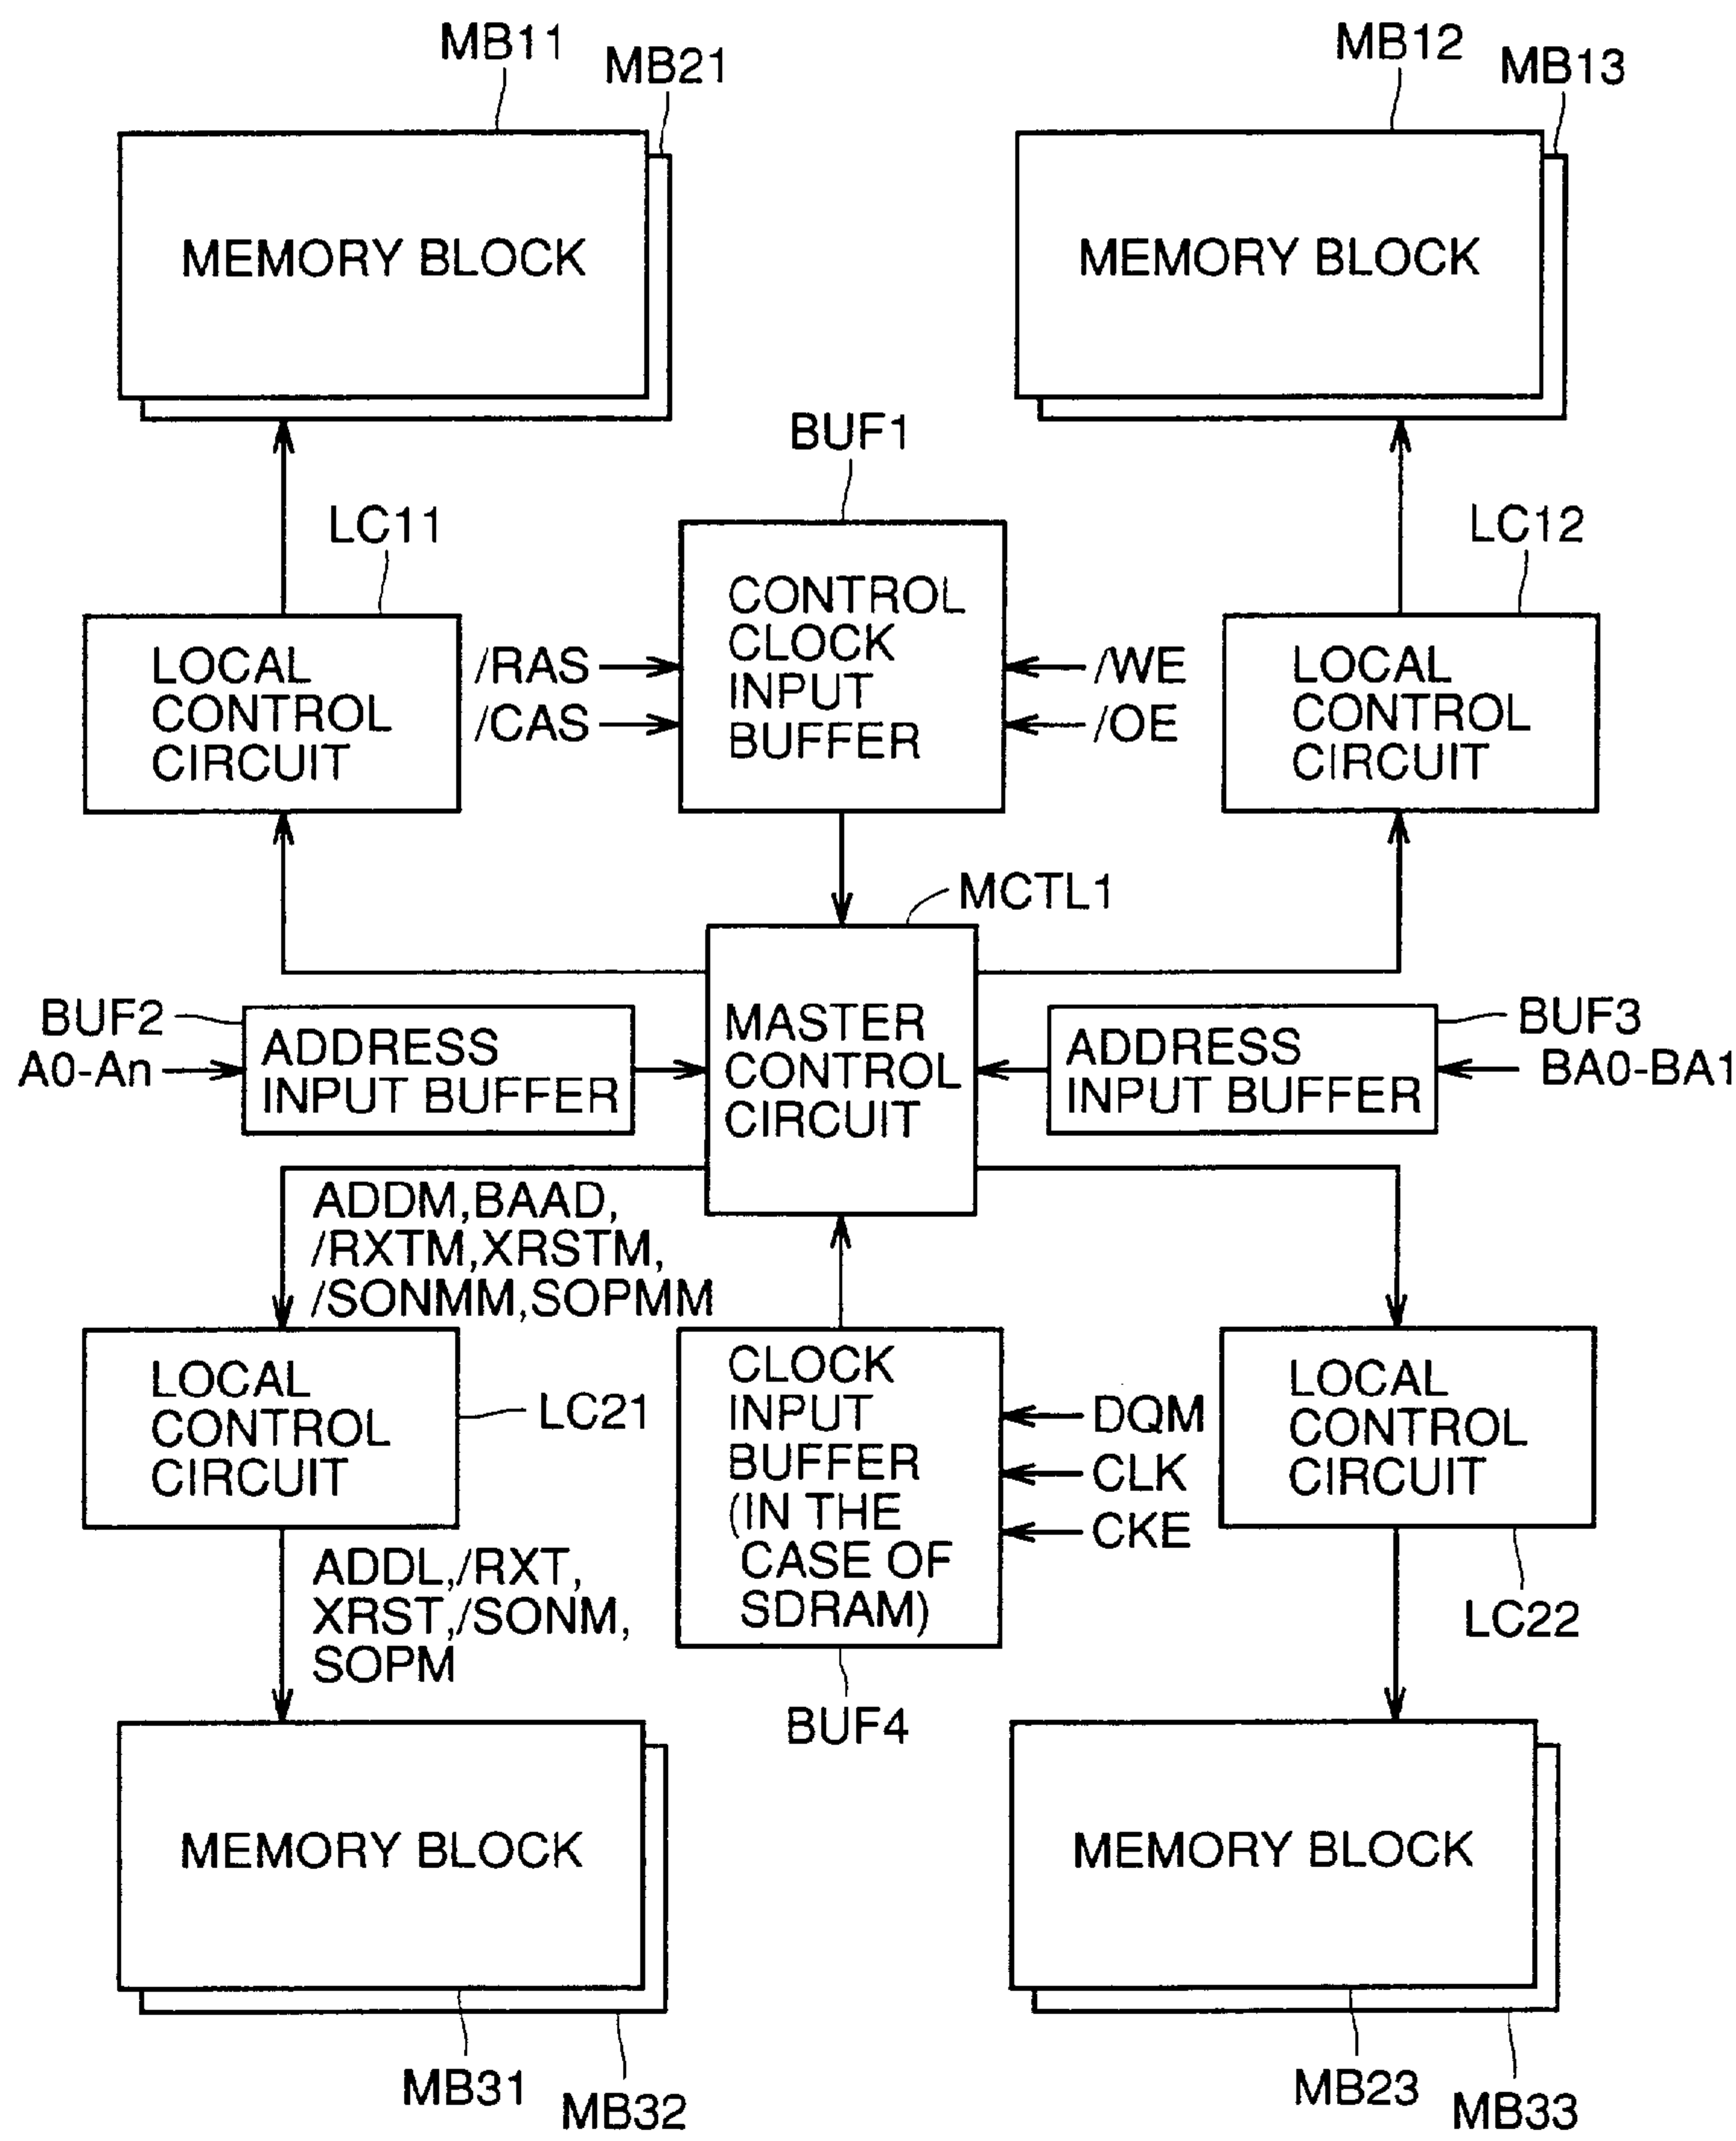 MB11
MB21
MB12
MB13
MEMORY BLOCK
MEMORY BLOCK
BUF1
LC11
LC12
LOCAL
CONTROL
CIRCUIT
/RAS
/CAS
CONTROL
CLOCK
INPUT
BUFFER
/WE
/OE
LOCAL
CONTROL
CIRCUIT
MCTL1
BUF2
A0-An
ADDRESS
INPUT BUFFER
MASTER
CONTROL
CIRCUIT
ADDRESS
INPUT BUFFER
BUF3
BA0-BA1
ADDM,BAAD,
/RXTM,XRSTM,
/SONMM,SOPMM
LOCAL
CONTROL
CIRCUIT
LC21
CLOCK
INPUT
BUFFER
(IN THE
CASE OF
SDRAM)
DQM
CLK
CKE
LOCAL
CONTROL
CIRCUIT
ADDL,/RXT,
XRST,/SONM,
SOPM
LC22
BUF4
MEMORY BLOCK
MEMORY BLOCK
MB31
MB32
MB23
MB33